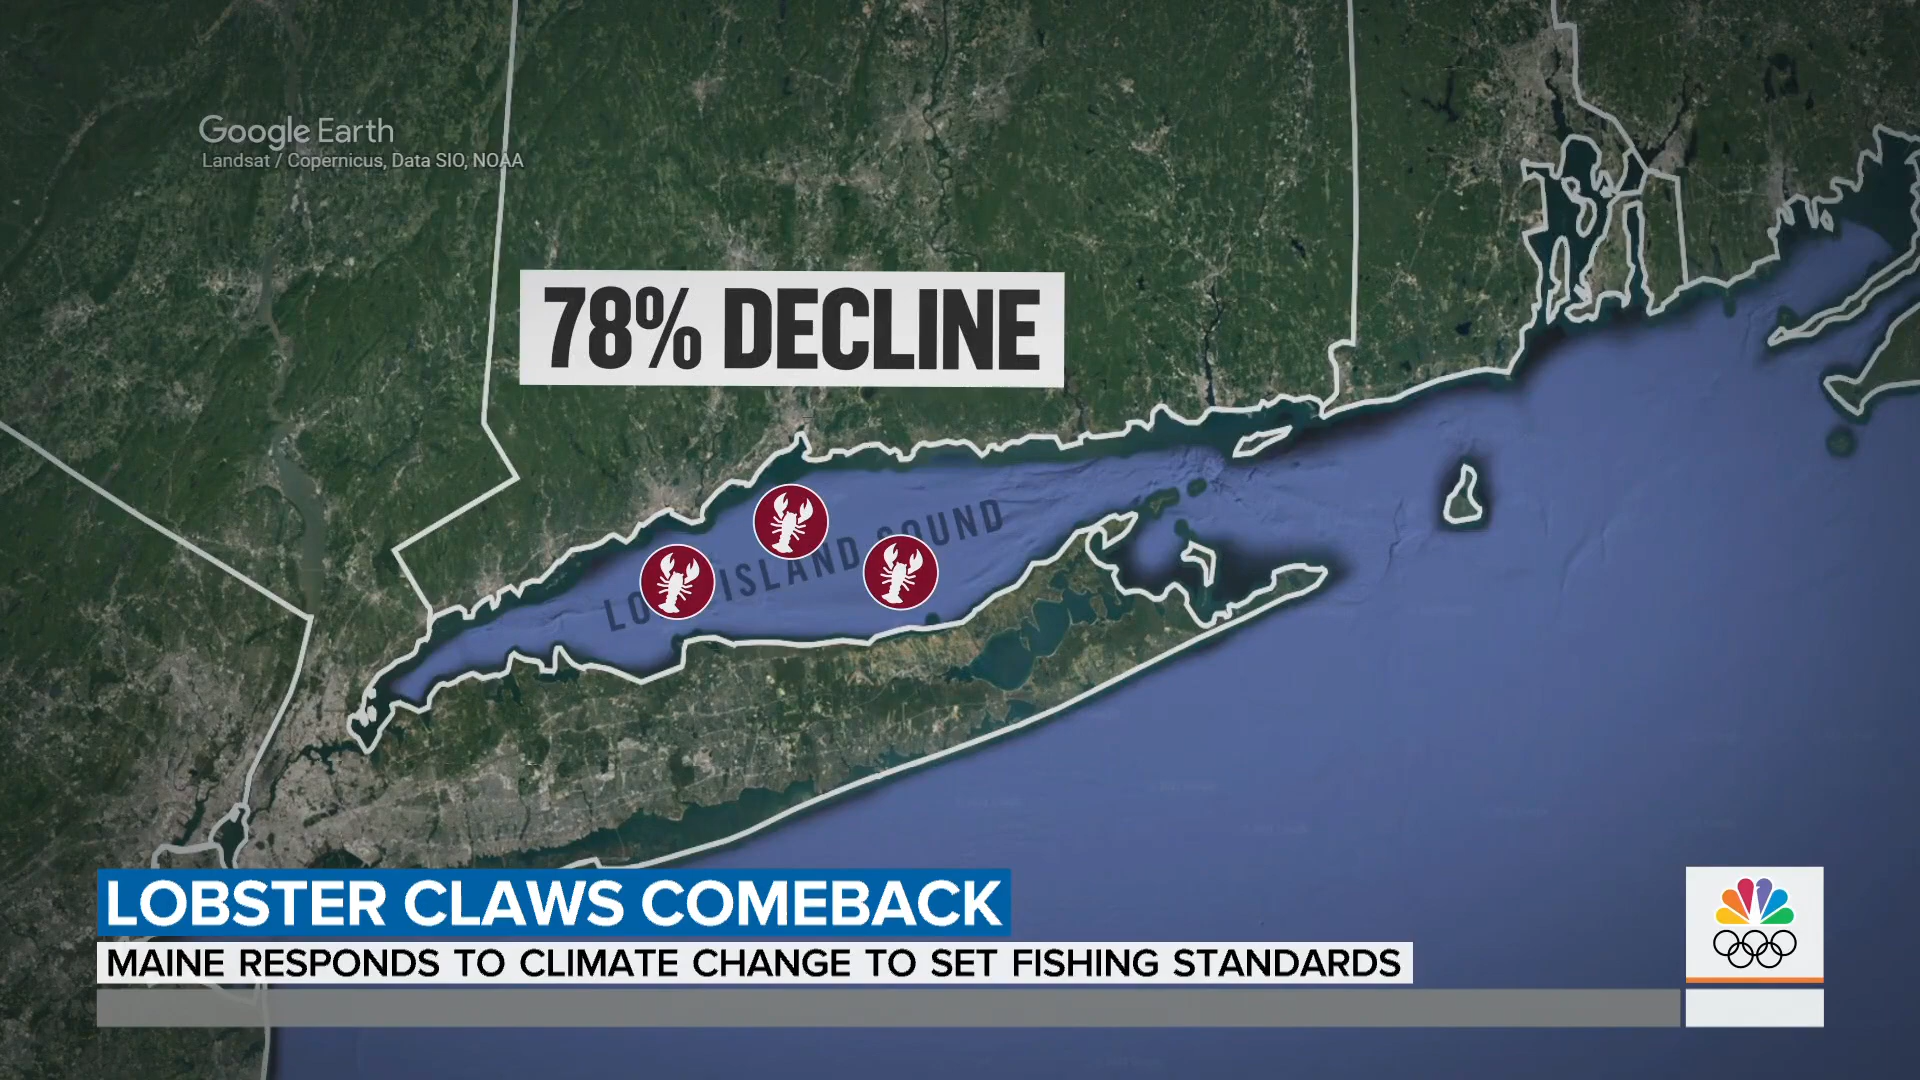 Google Earth
Landsat / Copernicus, Data SIO, NOAA
78% DECLINE
ISLAND SOUND
LOBSTER CLAWS COMEBACK
MAINE RESPONDS TO CLIMATE CHANGE TO SET FISHING STANDARDS